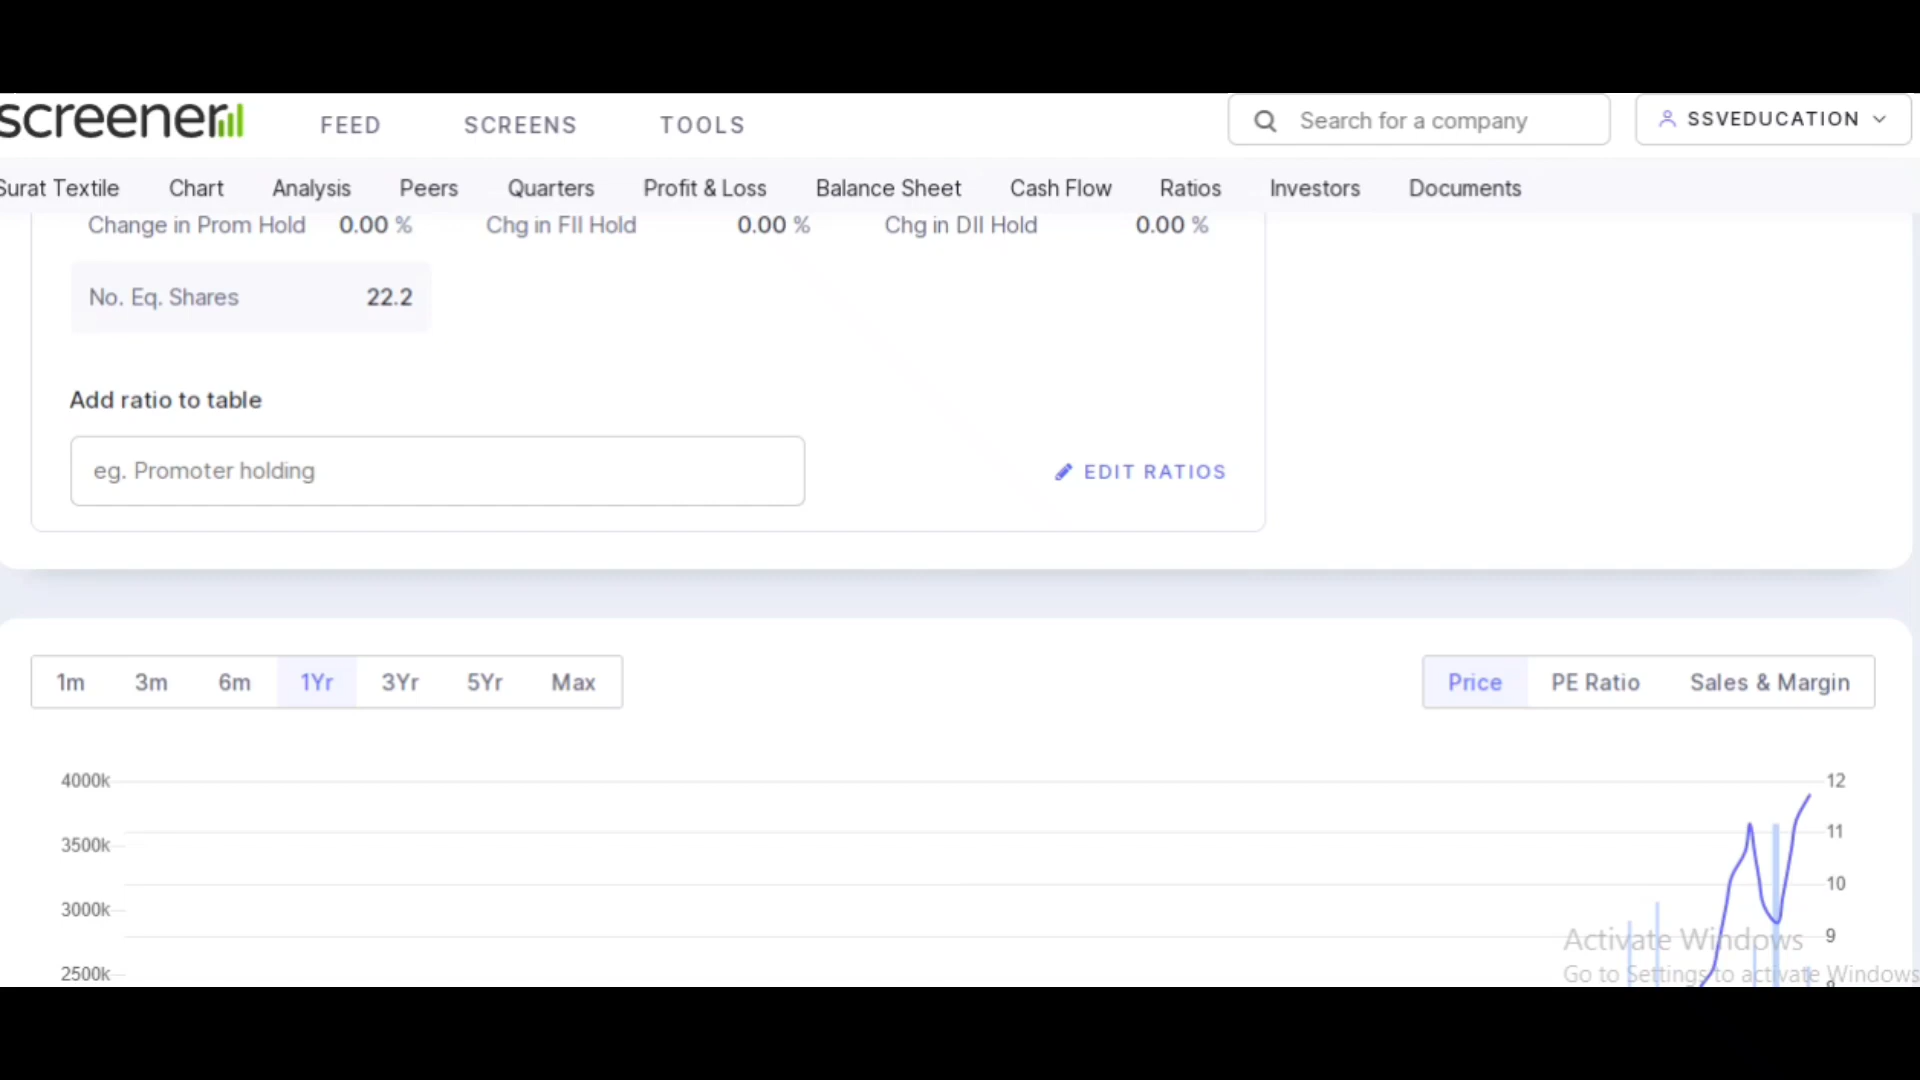 screener FEED SCREENS TOOLS Search for a company SSVEDUCATION
Surat Textile Chart Analysis Peers Quarters Profit & Loss Balance Sheet Cash Flow Ratios Investors Documents
Change in Prom Hold 0.00 % Chg in FII Hold 0.00 % Chg in DII Hold 0.00 %
No. Eq. Shares 22.2
Add ratio to table
eg. Promoter holding EDIT RATIOS
1m 3m 6m 1Yr 3Yr 5Yr Max Price PE Ratio Sales & Margin
4000k 12
11
3500k
10
3000k
Activate Windows 9
2500k Go to Settings to activate Windows